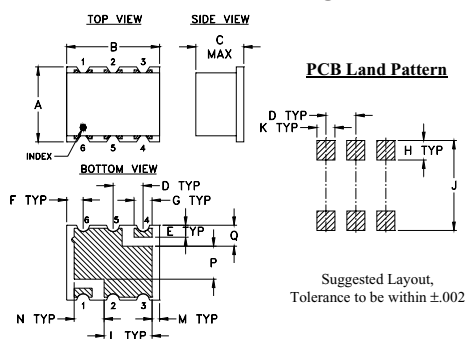 TOP VIEW
SIDE VIEW
B
C
MAX
1 2 3
A
INDEX
6 5 4
BOTTOM VIEW
F TYP
D TYP
G TYP
6 5 4
E TYP
Q
P
1 2 3
N TYP
M TYP
L TYP
PCB Land Pattern
D TYP
K TYP
H TYP
J
Suggested Layout,
Tolerance to be within ±.002